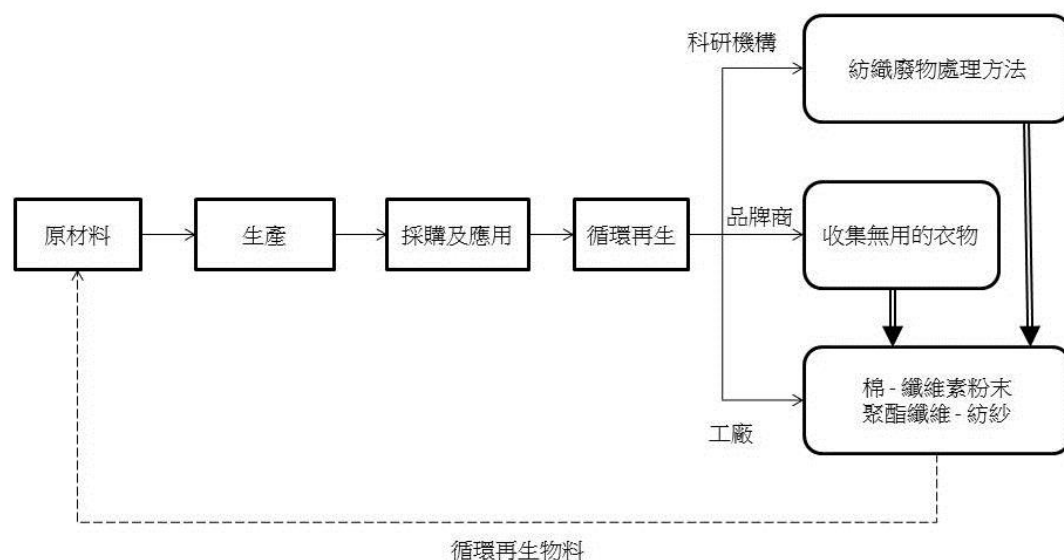 科研機構
紡織廢物處理方法
原材料
生產
採購及應用
循環再生
品牌商
收集無用的衣物
棉 - 纖維素粉末
聚酯纖維 - 紡紗
工廠
循環再生物料